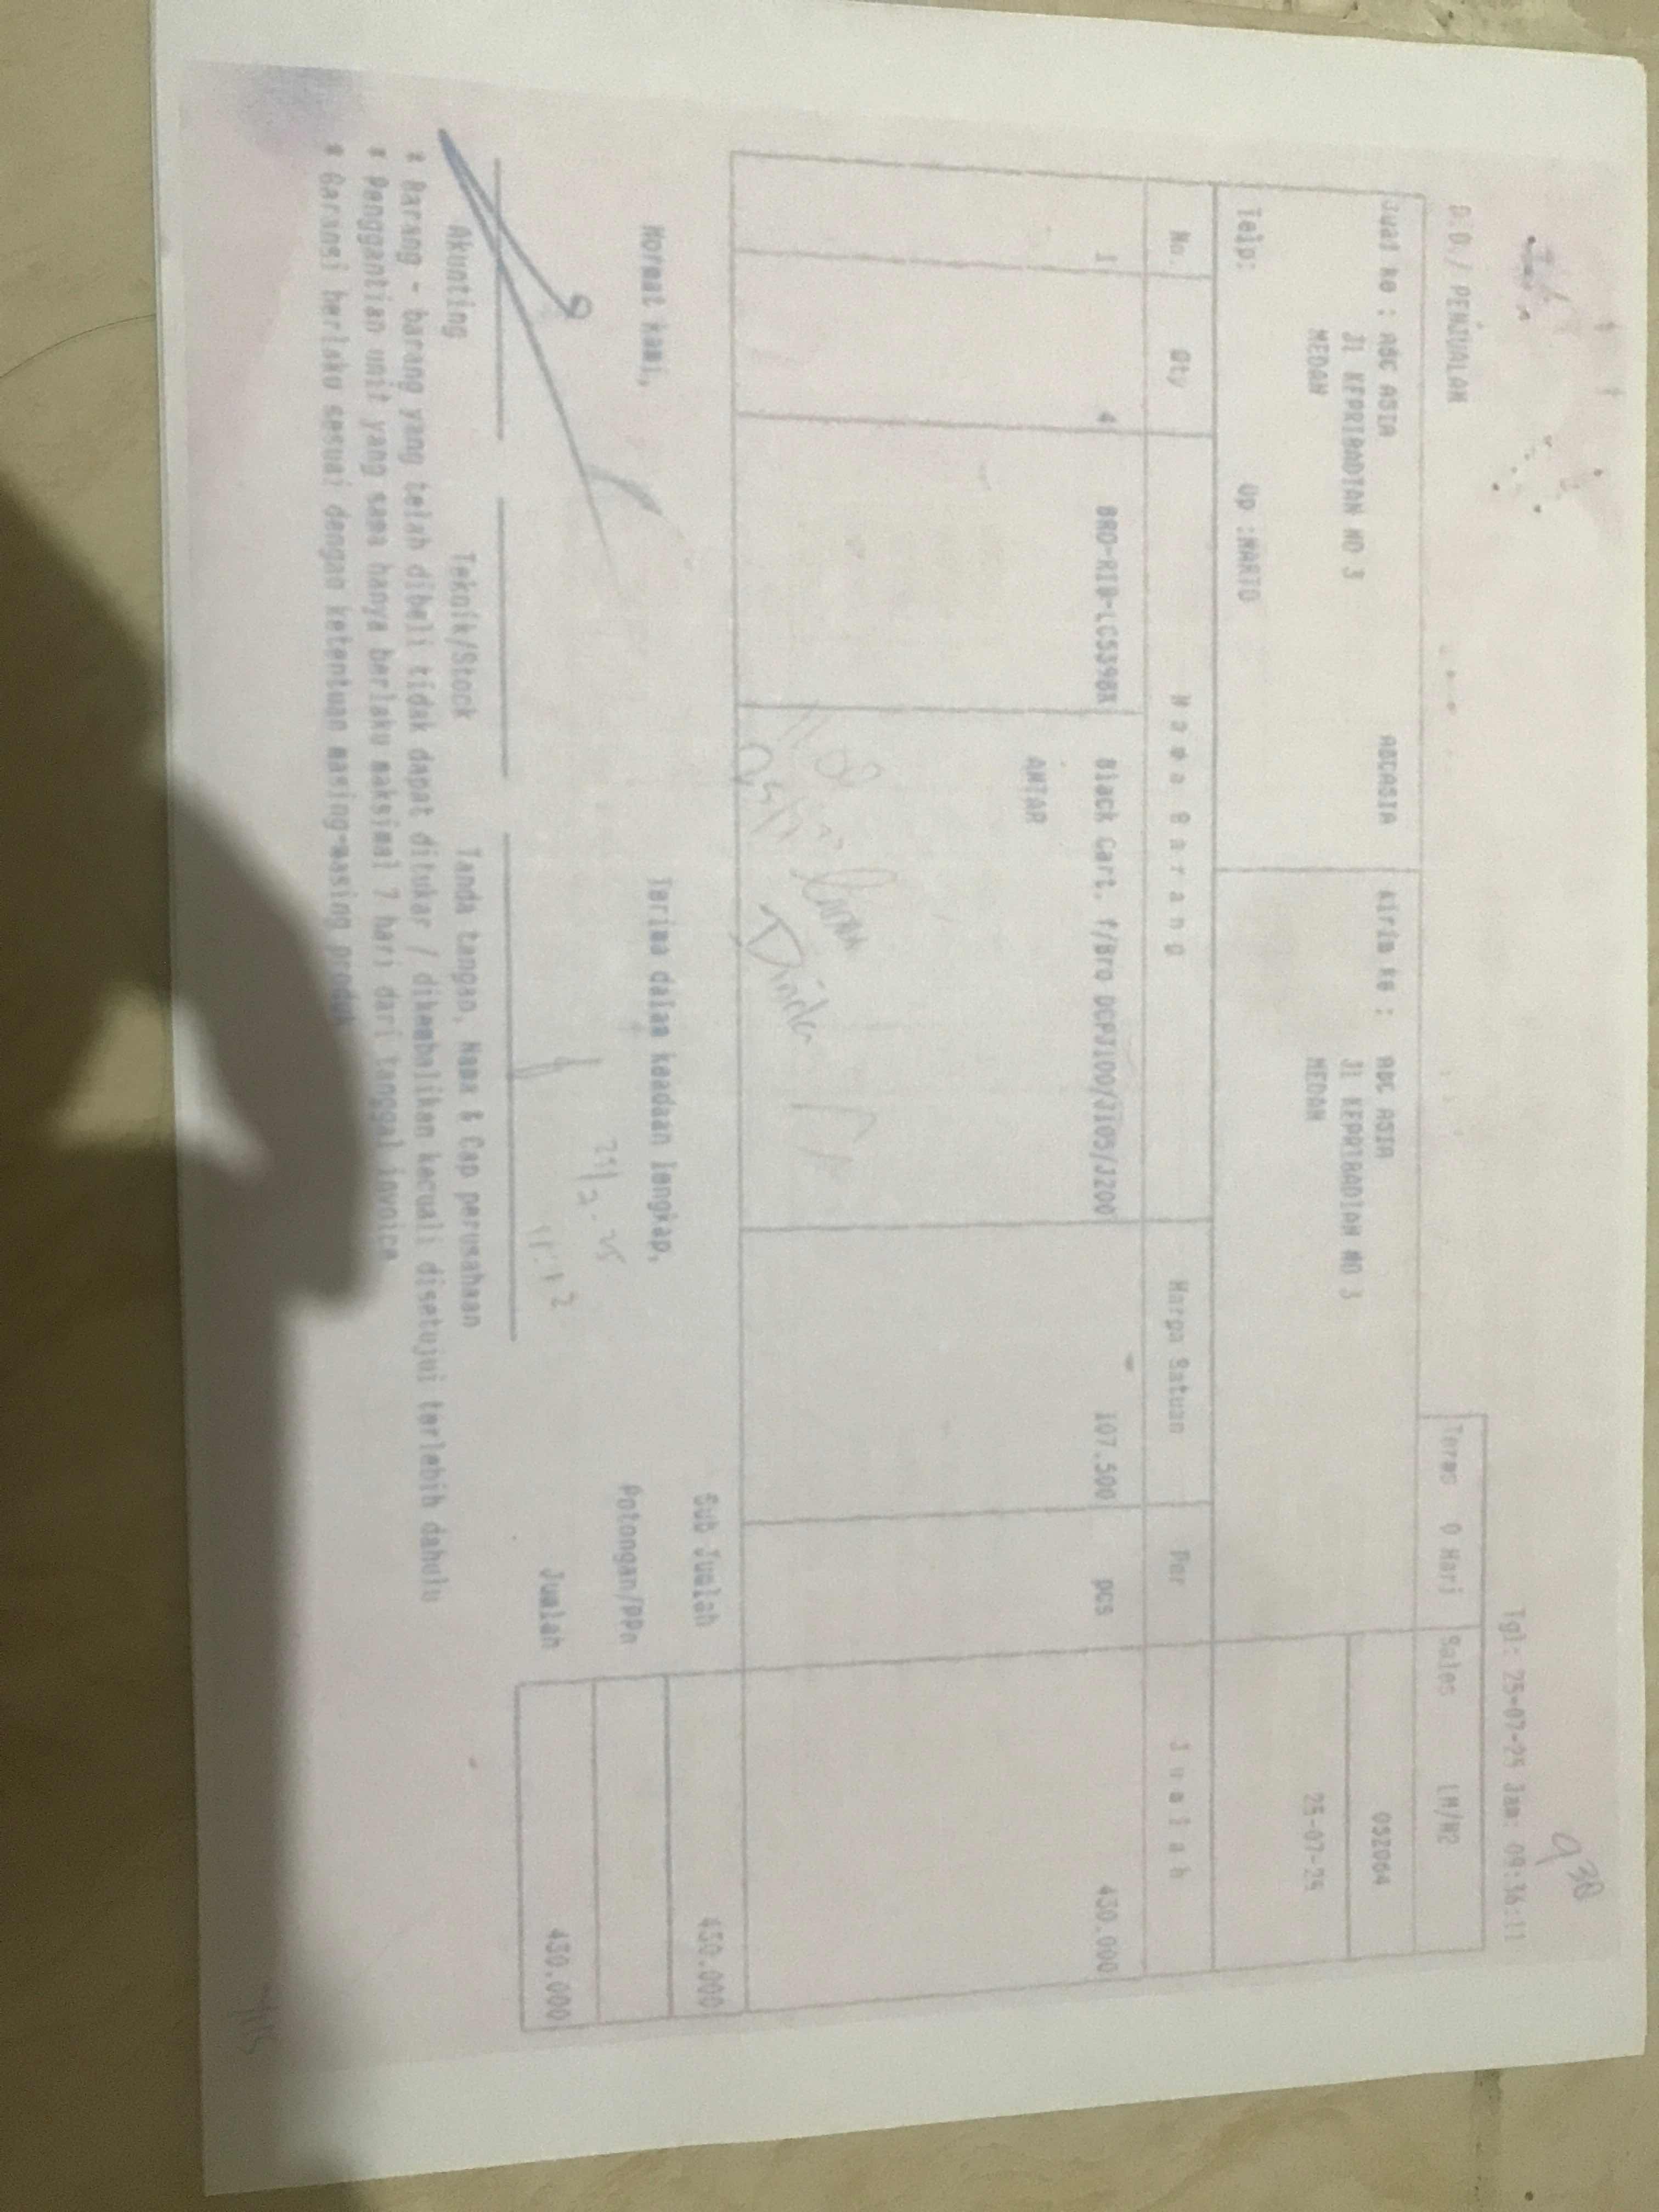 Tgl: 25-07-25 Jam: 09:36:11
930
D.O./ PENJUALAN
Terms 0 Hari Sales LM/W2
Jual ke : ABC ASIA ABCASIA
Jl KEPRIBADIAN NO 3
MEDAN
Kirim ke : ABC ASIA
Jl KEPRIBADIAN NO 3
MEDAN
052064
25-07-25
Telp: Up :WARTO
No. Qty Nama Barang Harga Satuan Per Jumlah
1 4 BRO-RIB-LC539BK Black Cart. f/Bro DCPJ100/J105/J200 107.500 pcs 430.000
ANTAR
Sub Jumlah 430.000
Hormat kami, Terima dalam keadaan lengkap,
Potongan/PPn
Jumlah 430.000
Akunting Teknik/Stock Tanda tangan, Nama & Cap perusahaan
* Barang - barang yang telah dibeli tidak dapat ditukar / dikembalikan kecuali disetujui terlebih dahulu
* Penggantian unit yang sama hanya berlaku maksimal 7 hari dari tanggal invoice
* Garansi berlaku sesuai dengan ketentuan masing-masing produk